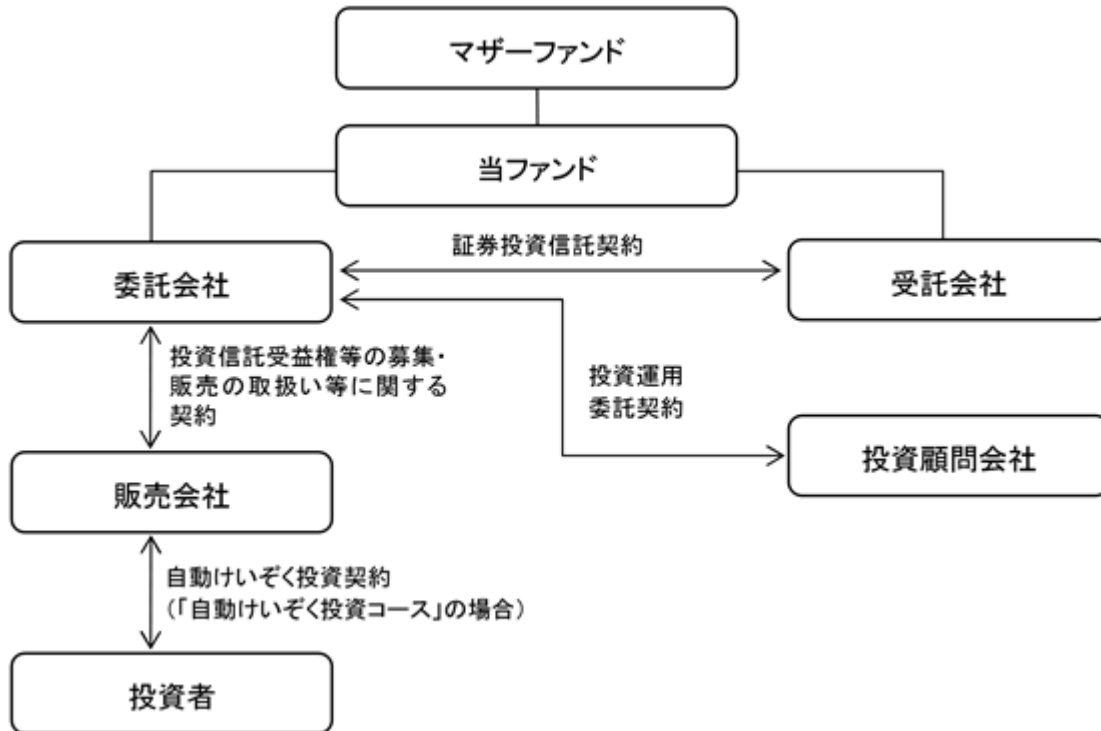 マザーファンド
当ファンド
証券投資信託契約
委託会社
受託会社
投資信託受益権等の募集・
販売の取扱い等に関する
契約
投資運用
委託契約
投資顧問会社
販売会社
自動けいぞく投資契約
（「自動けいぞく投資コース」の場合）
投資者